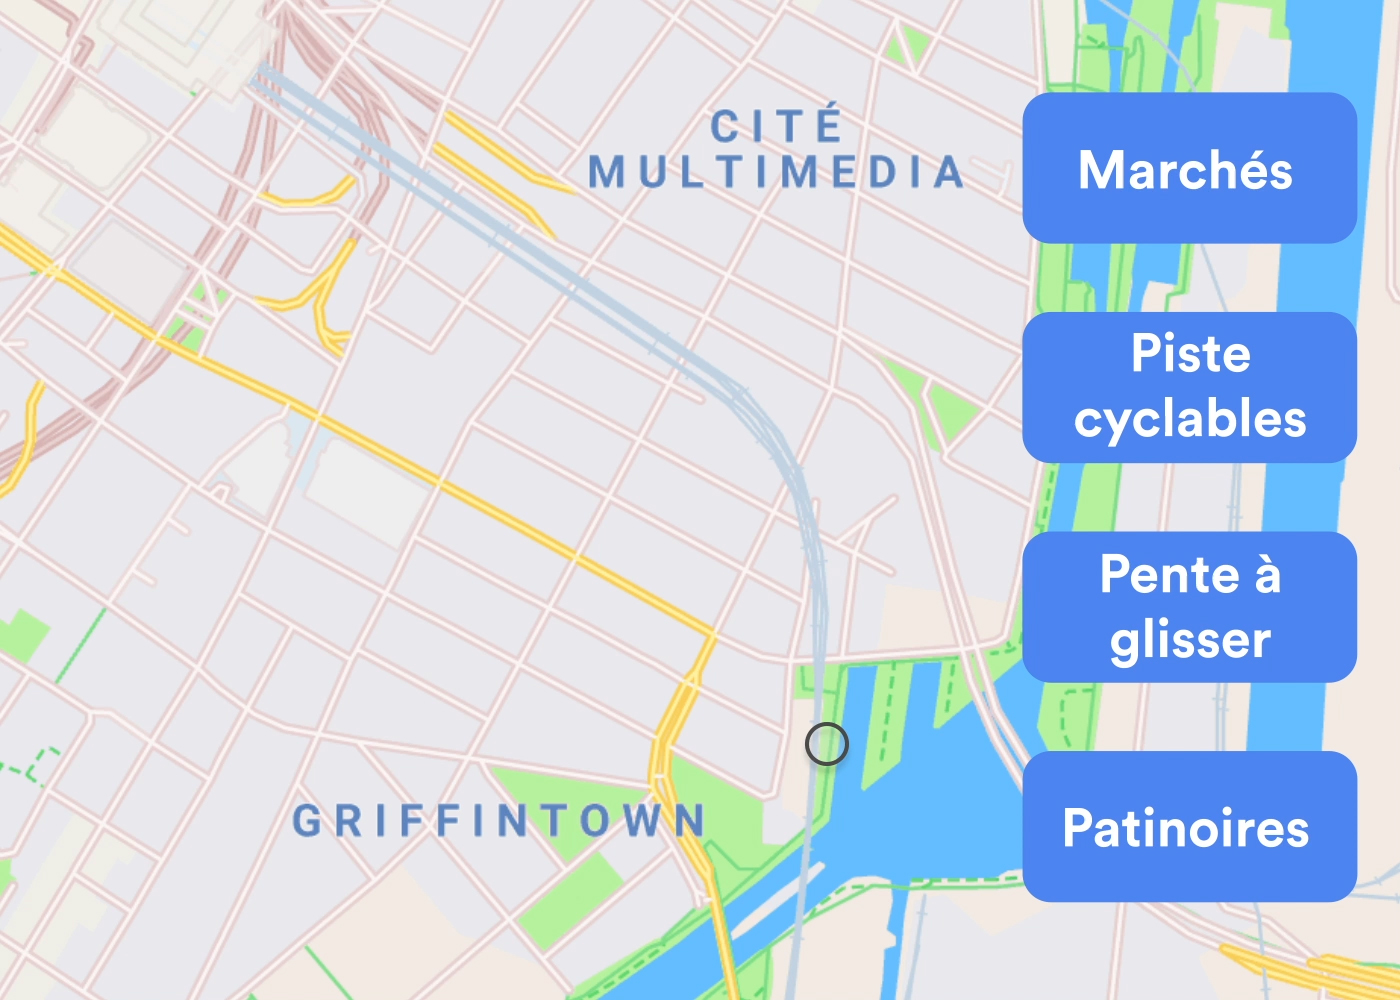 CITÉ
MULTIMEDIA
GRIFFINTOWN
Marchés
Piste
cyclables
Pente à
glisser
Patinoires